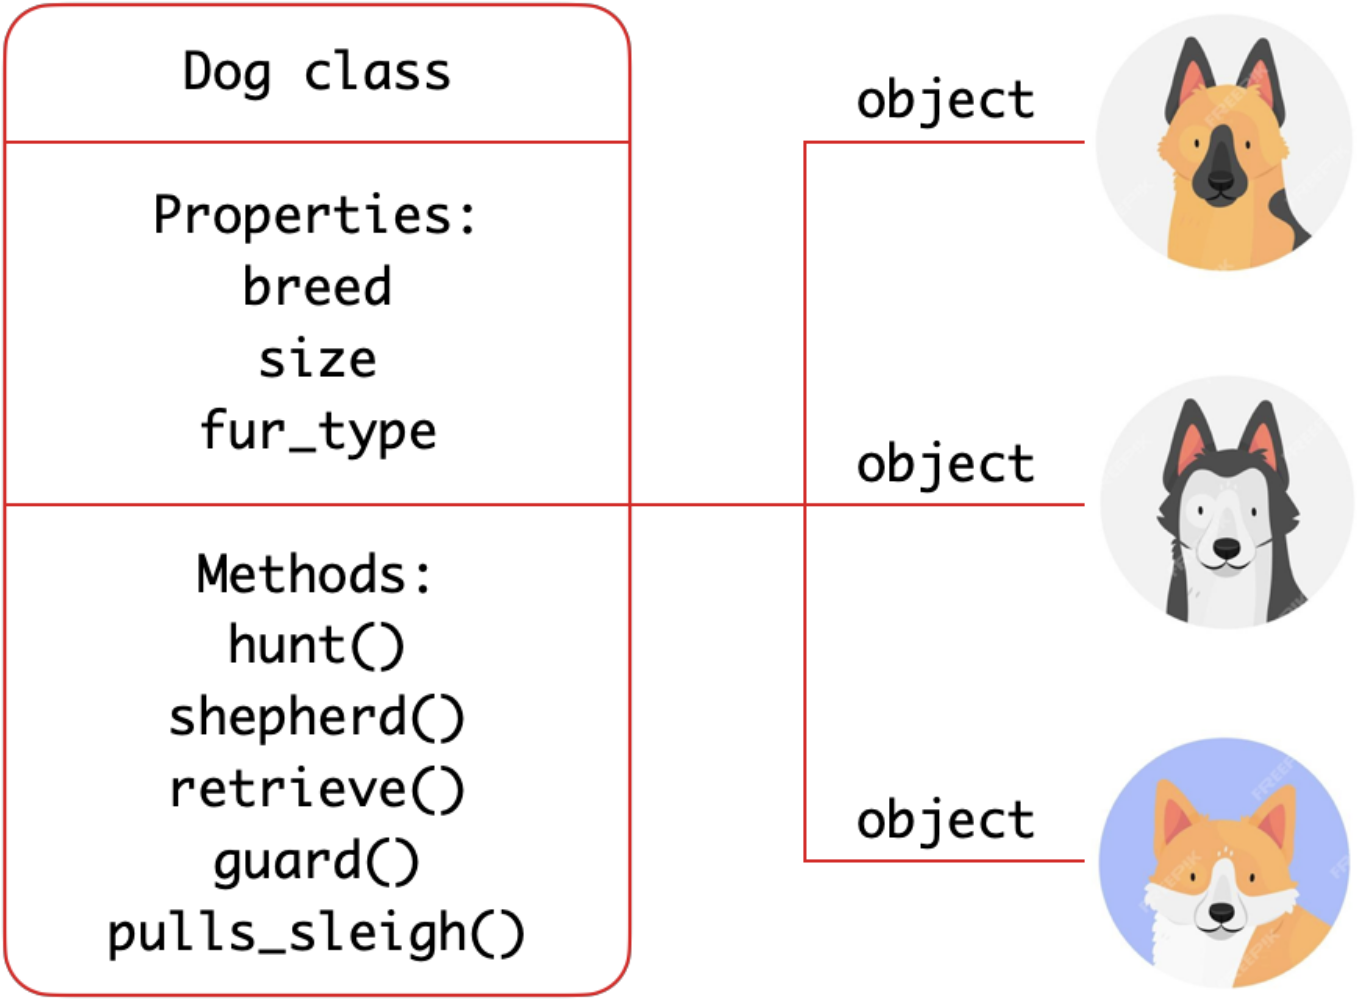 Dog class
Properties:
breed
size
fur_type
Methods:
hunt()
shepherd()
retrieve()
guard()
pulls_sleigh()
object
object
object